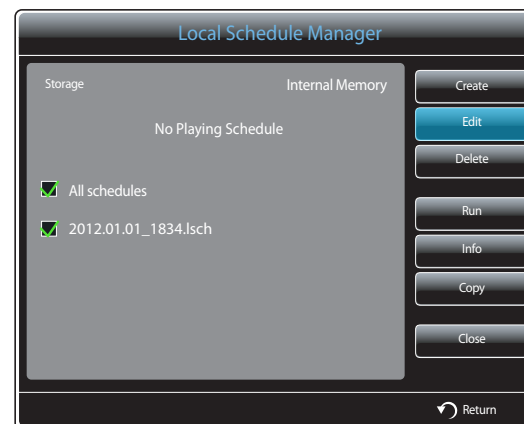 Local Schedule Manager
Storage Internal Memory
No Playing Schedule
All schedules
2012.01.01_1834.lsch
Create
Edit
Delete
Run
Info
Copy
Close
Return